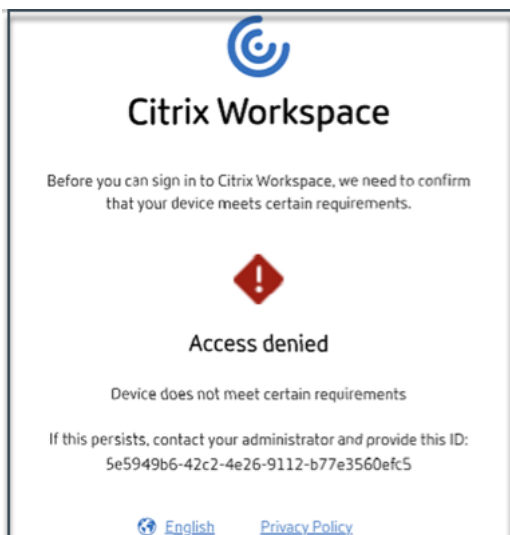 Citrix Workspace
Before you can sign in to Citrix Workspace, we need to confirm
that your device meets certain requirements.
Access denied
Device does not meet certain requirements
If this persists, contact your administrator and provide this ID:
5e5949b6-42c2-4e26-9112-b77e3560efc5
English Privacy Policy